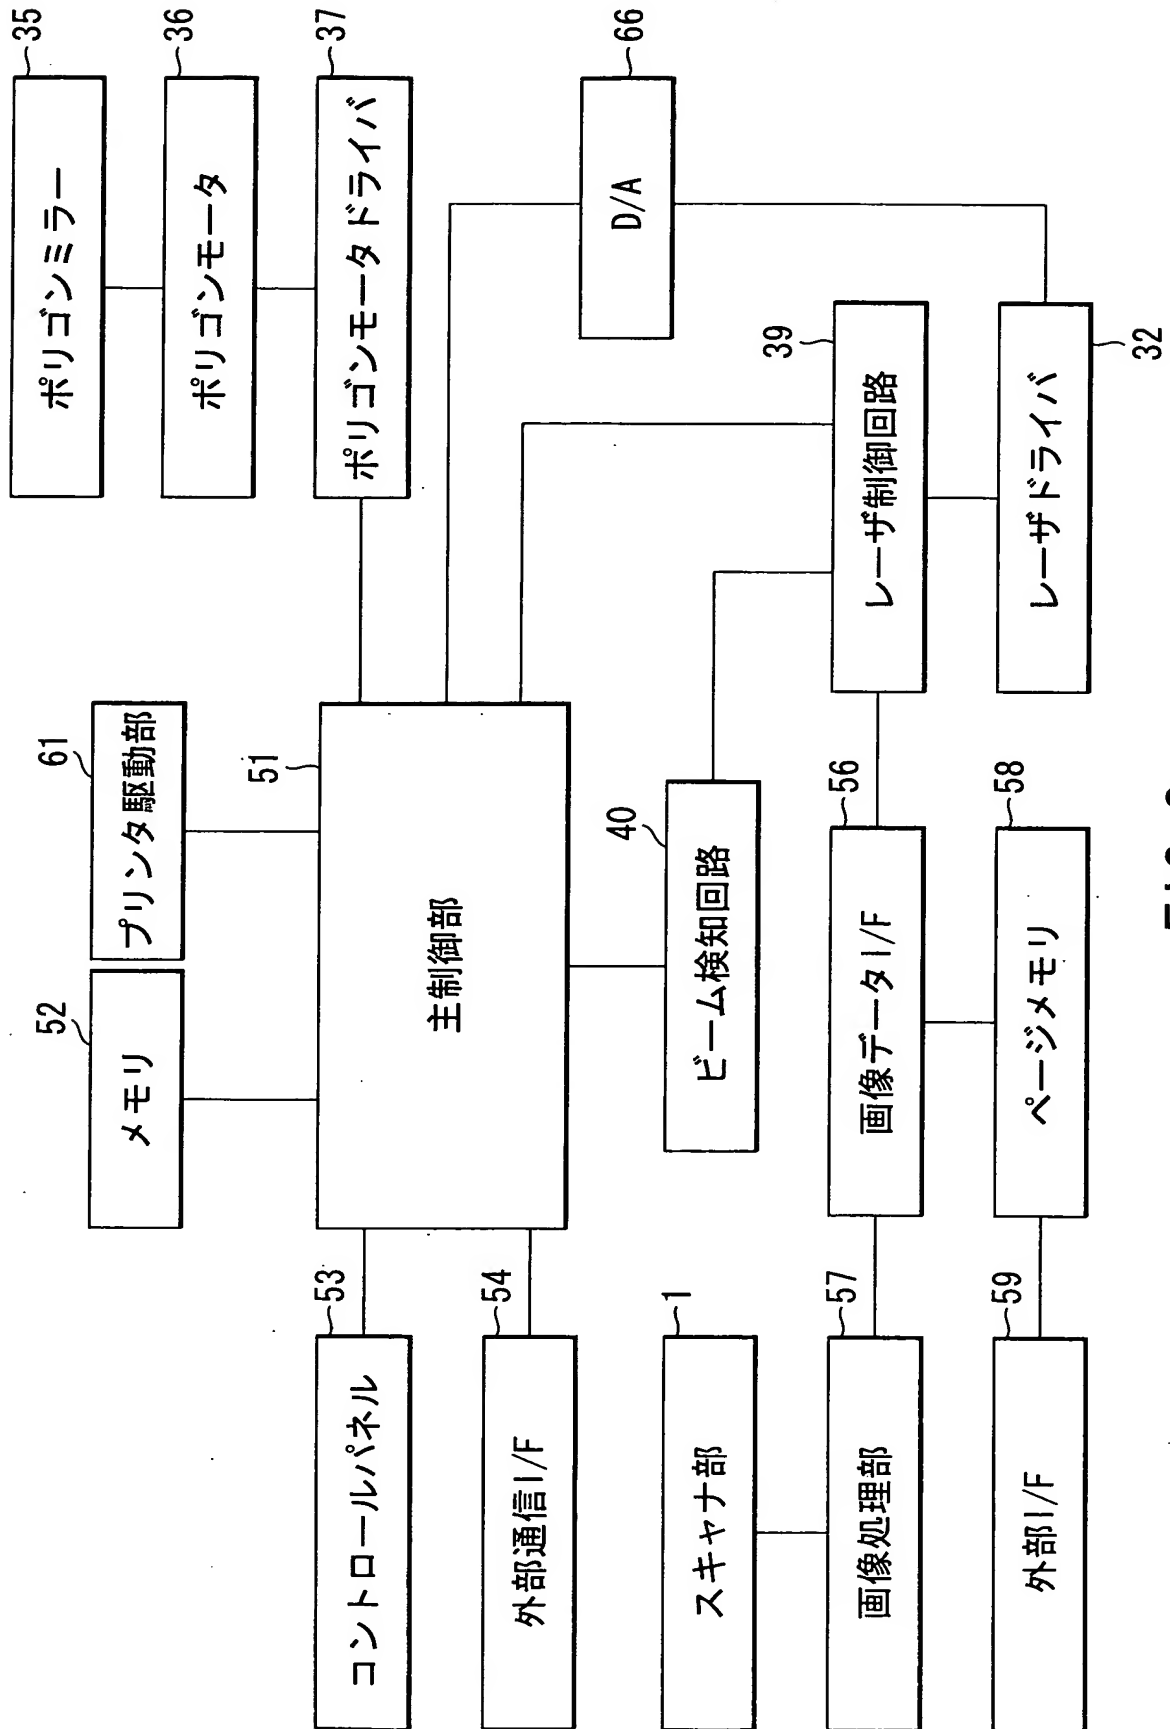 ポリゴンミラー
35
ポリゴンモータ
36
ポリゴンモータドライバ
37
D/A
66
レーザ制御回路
39
レーザドライバ
32
プリンタ駆動部
61
メモリ
52
主制御部
51
ビーム検知回路
40
画像データI/F
56
ページメモリ
58
コントロールパネル
53
外部通信I/F
54
スキャナ部
1
画像処理部
57
外部I/F
59